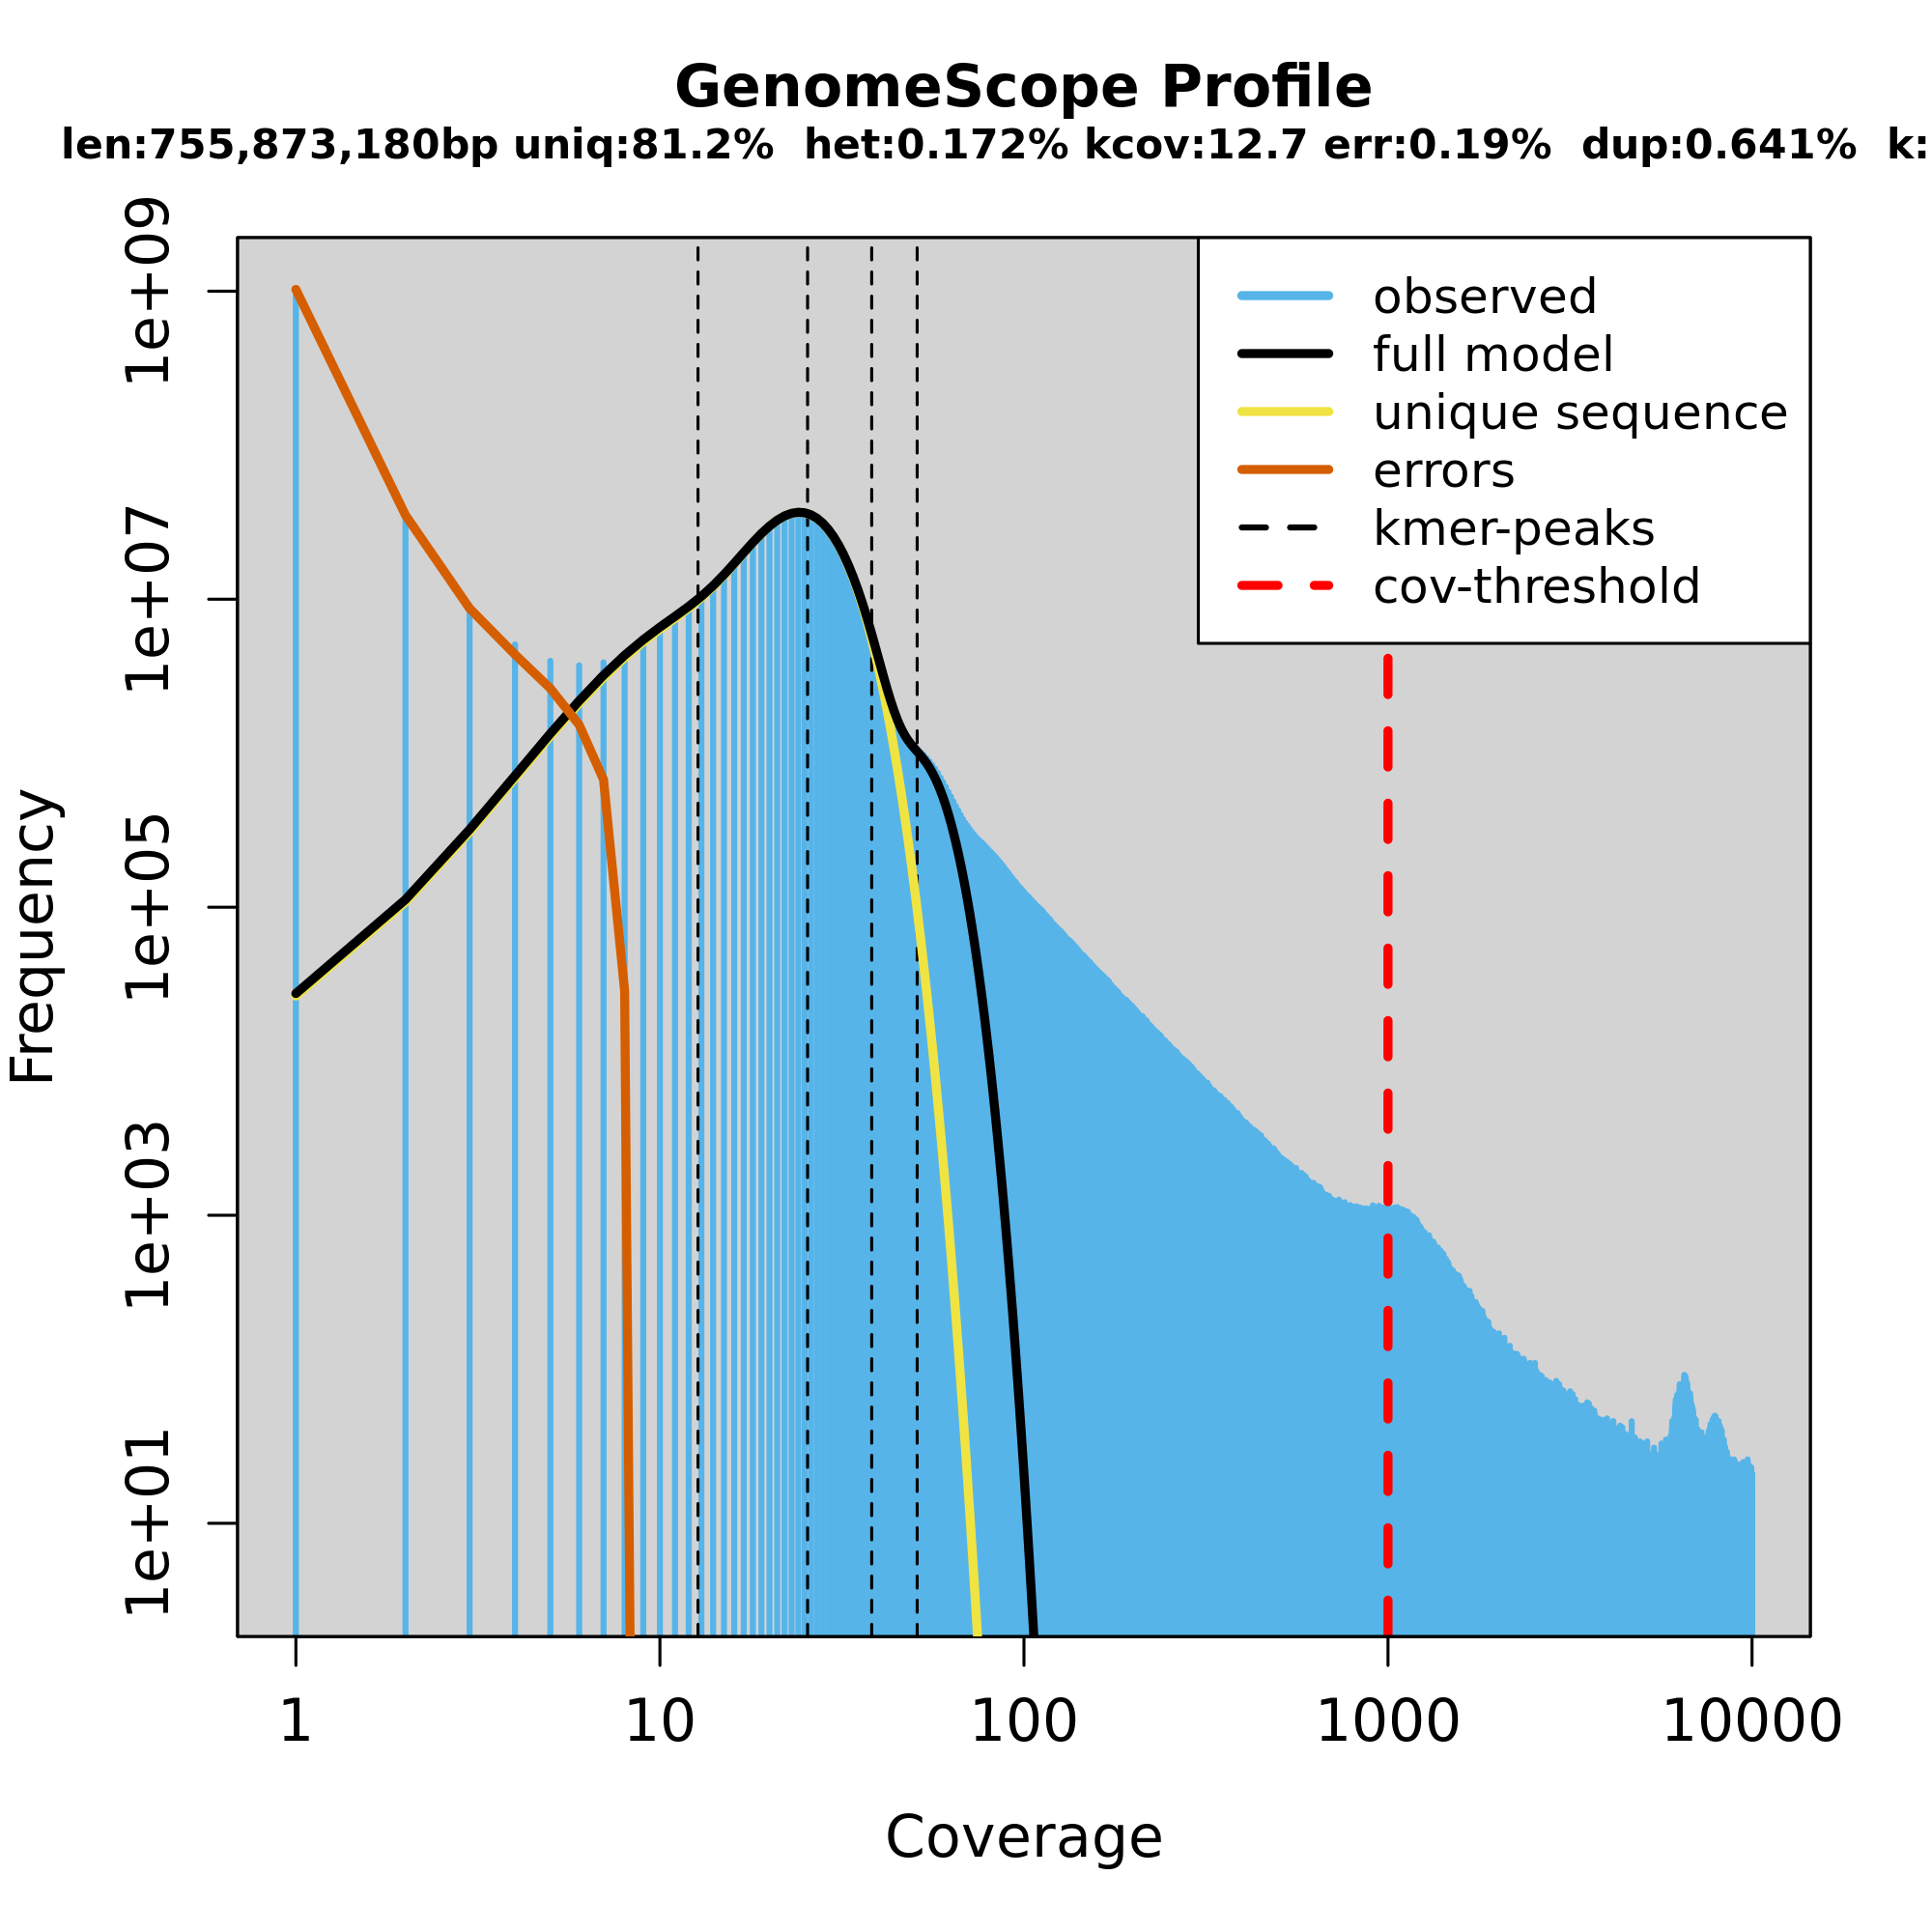 GenomeScope Profile
len:755,873,180bp uniq:81.2% het:0.172% kcov:12.7 err:0.19% dup:0.641% k:
1e+09
1e+07
1e+05
1e+03
1e+01
Frequency
observed
full model
unique sequence
errors
kmer-peaks
cov-threshold
1 10 100 1000 10000
Coverage